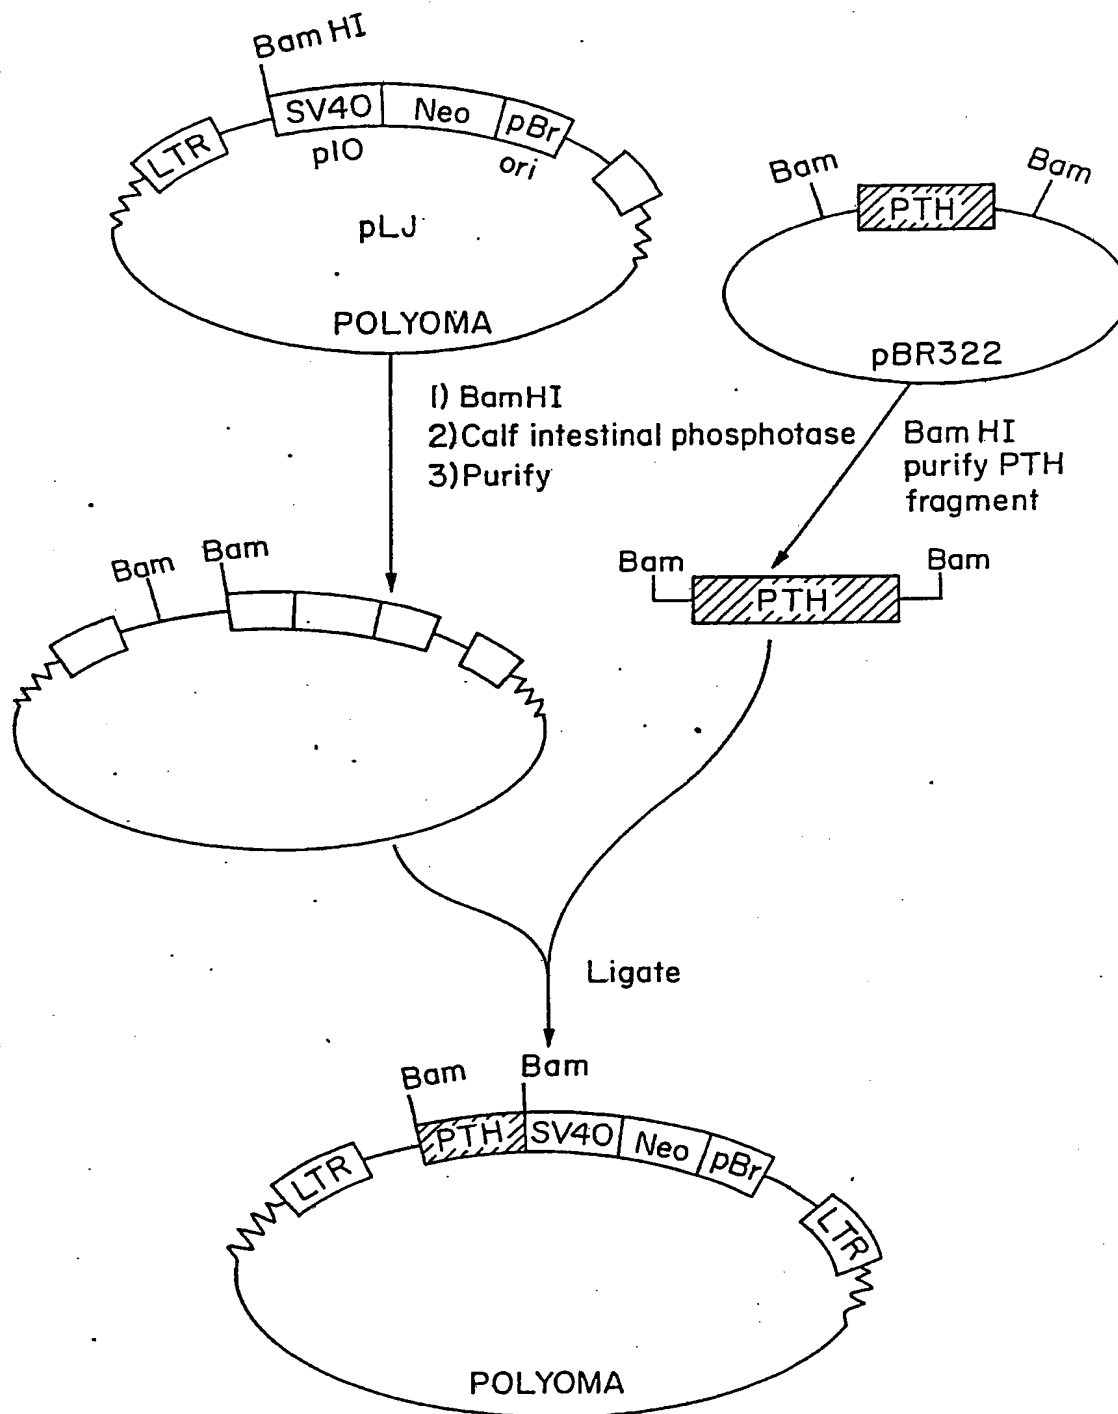 Bam HI
SV40
Neo
pBr
LTR
p10
ori
pLJ
POLYOMA
Bam
Bam
PTH
pBR322
1) BamHI
2) Calf intestinal phosphotase
3) Purify
Bam HI
purify PTH
fragment
Bam
Bam
Bam
Bam
PTH
Ligate
Bam
Bam
PTH
SV40
Neo
pBr
LTR
LTR
POLYOMA